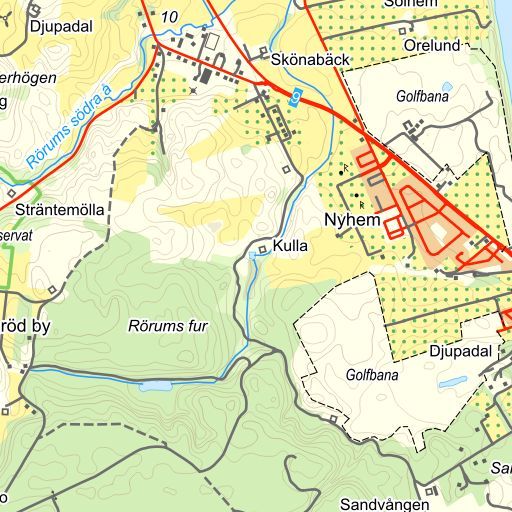 Solhem
Djupadal
10
Orelund
Skönabäck
erhögen
g
Golfbana
Rörums södra å
Sträntemölla
servat
Nyhem
Kulla
röd by
Rörums fur
Djupadal
Golfbana
Sa
o
Sandvången